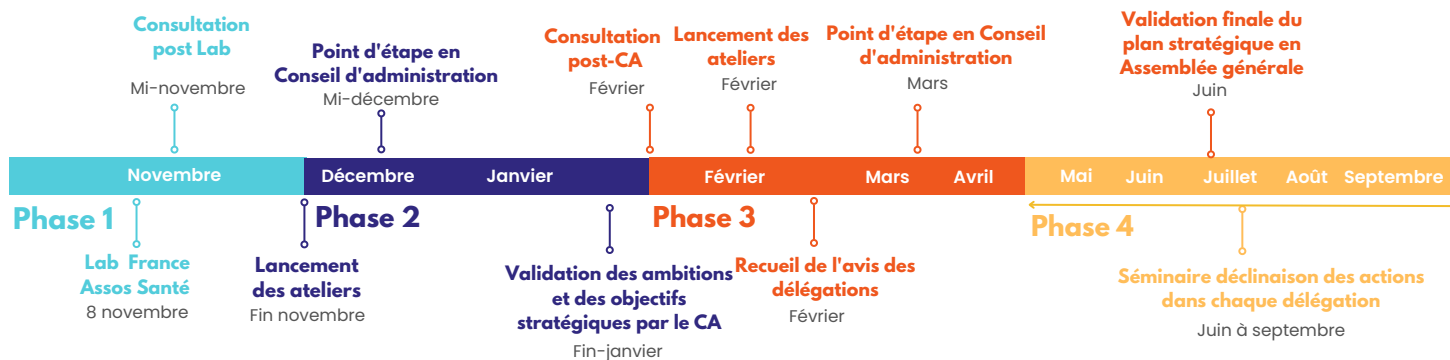 Consultation
post Lab
Mi-novembre
Point d'étape en
Conseil d'administration
Mi-décembre
Consultation
post-CA
Février
Lancement des
ateliers
Février
Point d'étape en Conseil
d'administration
Mars
Validation finale du
plan stratégique en
Assemblée générale
Juin
Novembre
Décembre
Janvier
Février
Mars
Avril
Mai
Juin
Juillet
Août
Septembre
Phase 1
Phase 2
Phase 3
Phase 4
Lab France
Assos Santé
8 novembre
Lancement
des ateliers
Fin novembre
Validation des ambitions
et des objectifs
stratégiques par le CA
Fin-janvier
Recueil de l'avis des
délégations
Février
Séminaire déclinaison des actions
dans chaque délégation
Juin à septembre